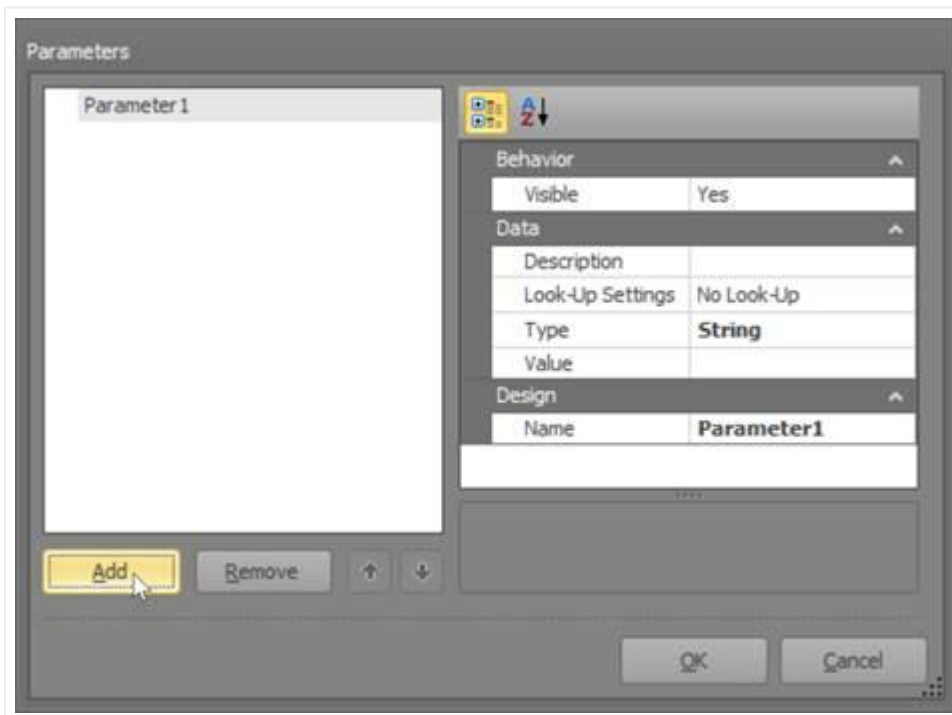 Parameters
Parameter1
Behavior
Visible Yes
Data
Description
Look-Up Settings No Look-Up
Type String
Value
Design
Name Parameter1
Add Remove
OK Cancel